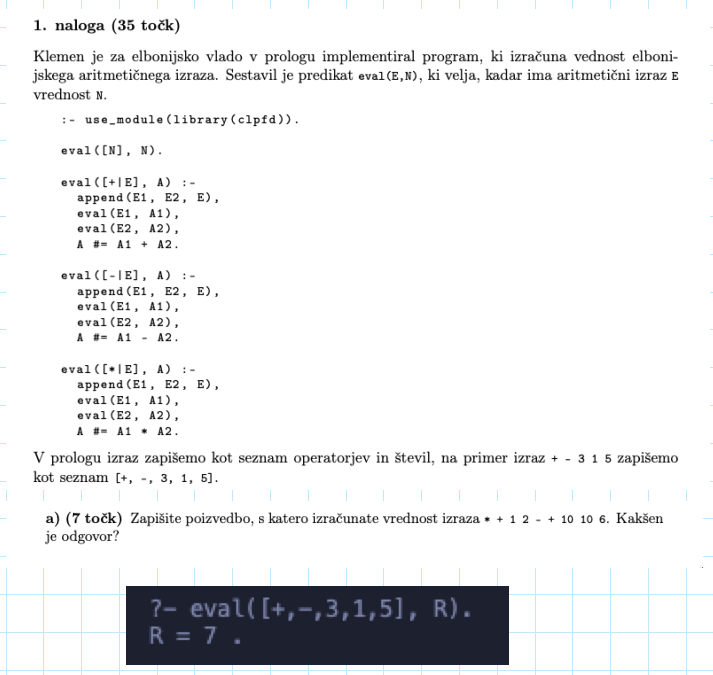 1. naloga (35 točk)
Klemen je za elbonijsko vlado v prologu implementiral program, ki izračuna vednost elboni-
jskega aritmetičnega izraza. Sestavil je predikat eval(E,N), ki velja, kadar ima aritmetični izraz E
vrednost N.
:- use_module(library(clpfd)).
eval([N], N).
eval([+|E], A) :-
append(E1, E2, E),
eval(E1, A1),
eval(E2, A2),
A #= A1 + A2.
eval([-|E], A) :-
append(E1, E2, E),
eval(E1, A1),
eval(E2, A2),
A #= A1 - A2.
eval([*|E], A) :-
append(E1, E2, E),
eval(E1, A1),
eval(E2, A2),
A #= A1 * A2.
V prologu izraz zapišemo kot seznam operatorjev in števil, na primer izraz + - 3 1 5 zapišemo
kot seznam [+, -, 3, 1, 5].
a) (7 točk) Zapišite poizvedbo, s katero izračunate vrednost izraza * + 1 2 - + 10 10 6. Kakšen
je odgovor?
?- eval([+,-,3,1,5], R).
R = 7 .